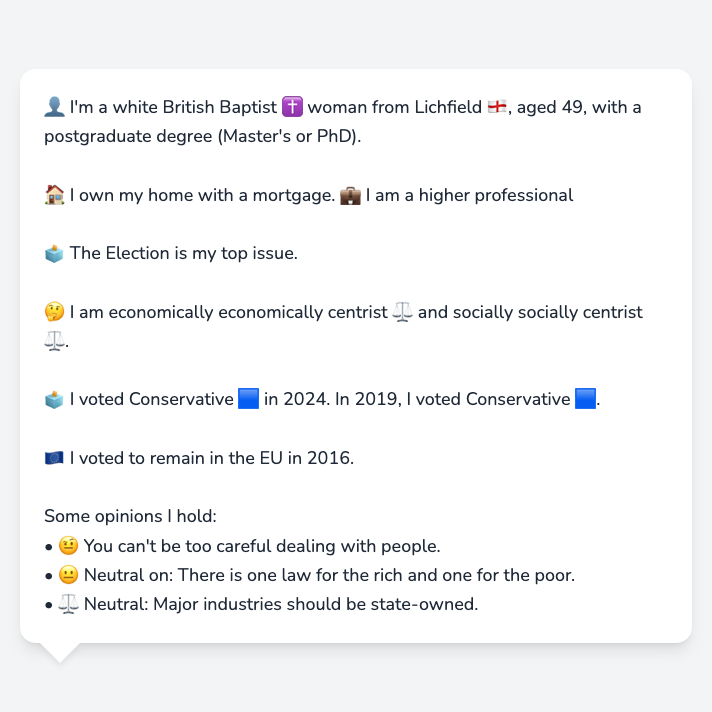 👤 I'm a white British Baptist ✝️ woman from Lichfield 🏴󠁧󠁢󠁥󠁮󠁧󠁿, aged 49, with a
postgraduate degree (Master's or PhD).
🏠 I own my home with a mortgage. 💼 I am a higher professional
🗳️ The Election is my top issue.
🤔 I am economically economically centrist ⚖️ and socially socially centrist
⚖️.
🗳️ I voted Conservative 🟦 in 2024. In 2019, I voted Conservative 🟦.
🇪🇺 I voted to remain in the EU in 2016.
Some opinions I hold:
• 🤨 You can't be too careful dealing with people.
• 😐 Neutral on: There is one law for the rich and one for the poor.
• ⚖️ Neutral: Major industries should be state-owned.